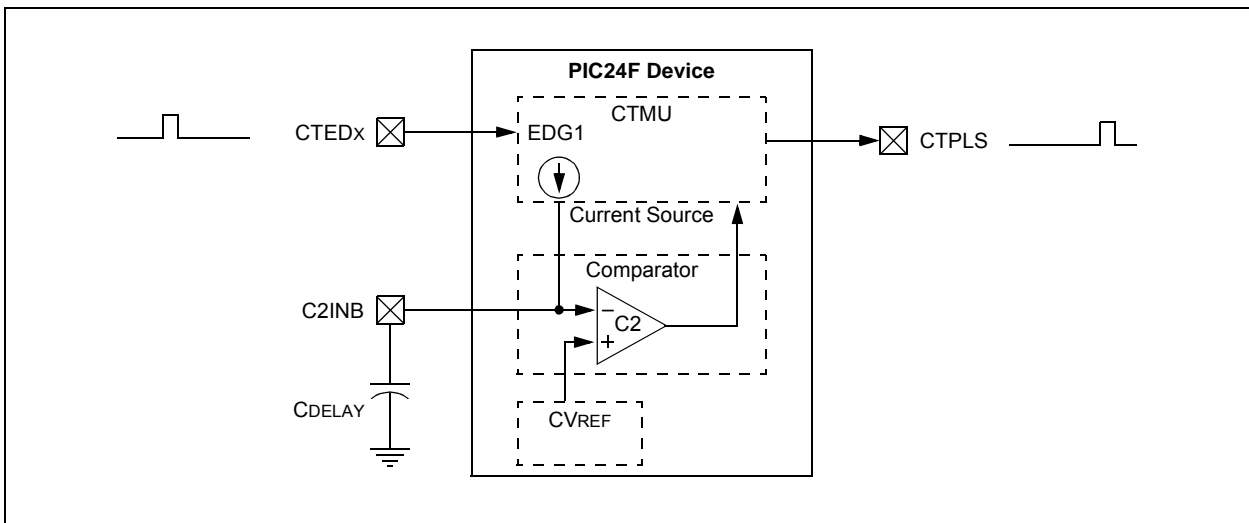 PIC24F Device
CTMU
CTEDX
EDG1
CTPLS
Current Source
Comparator
C2INB
−
C2
+
CDELAY
CVREF